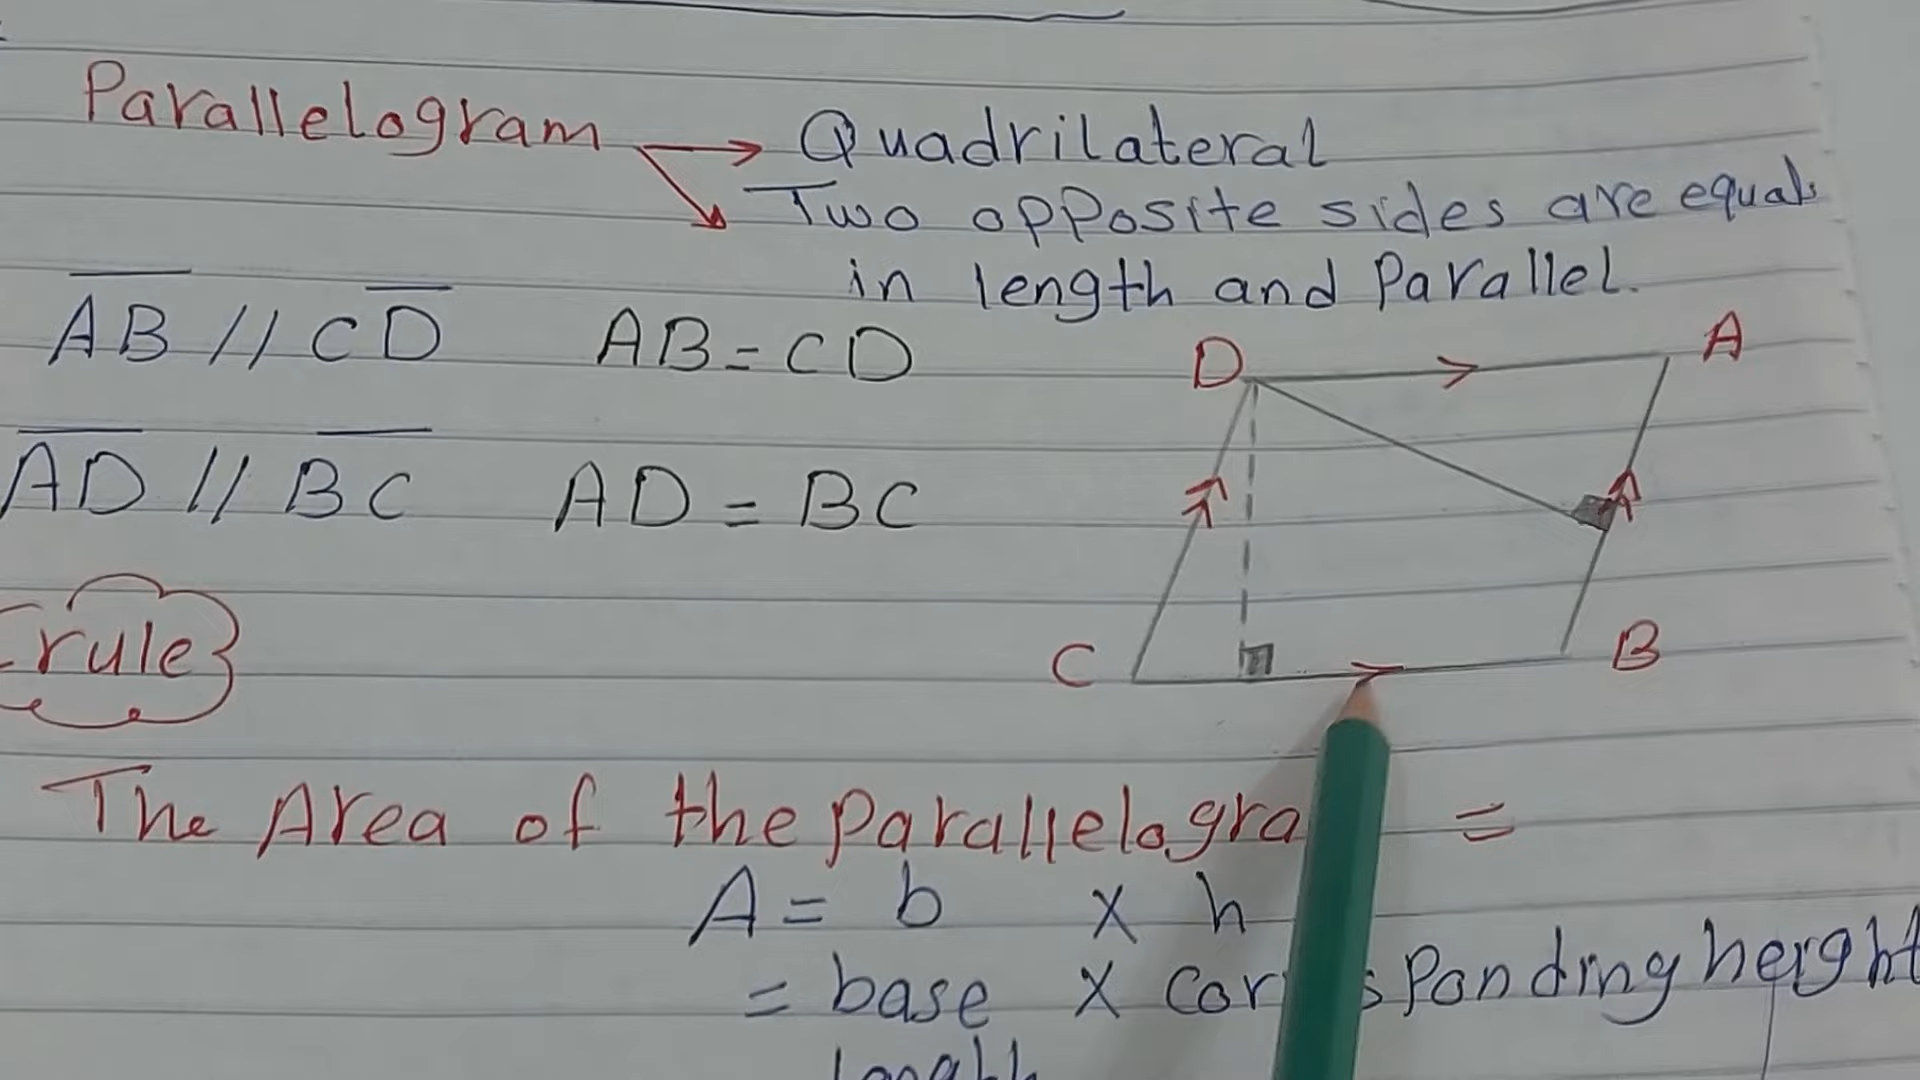 Parallelogram → Quadrilateral
Two opposite sides are equal
in length and Parallel.
AB // CD AB = CD
D A
AD // BC AD = BC
C B
rule
The Area of the parallelogra =
A = b x h
= base x cor sponding height